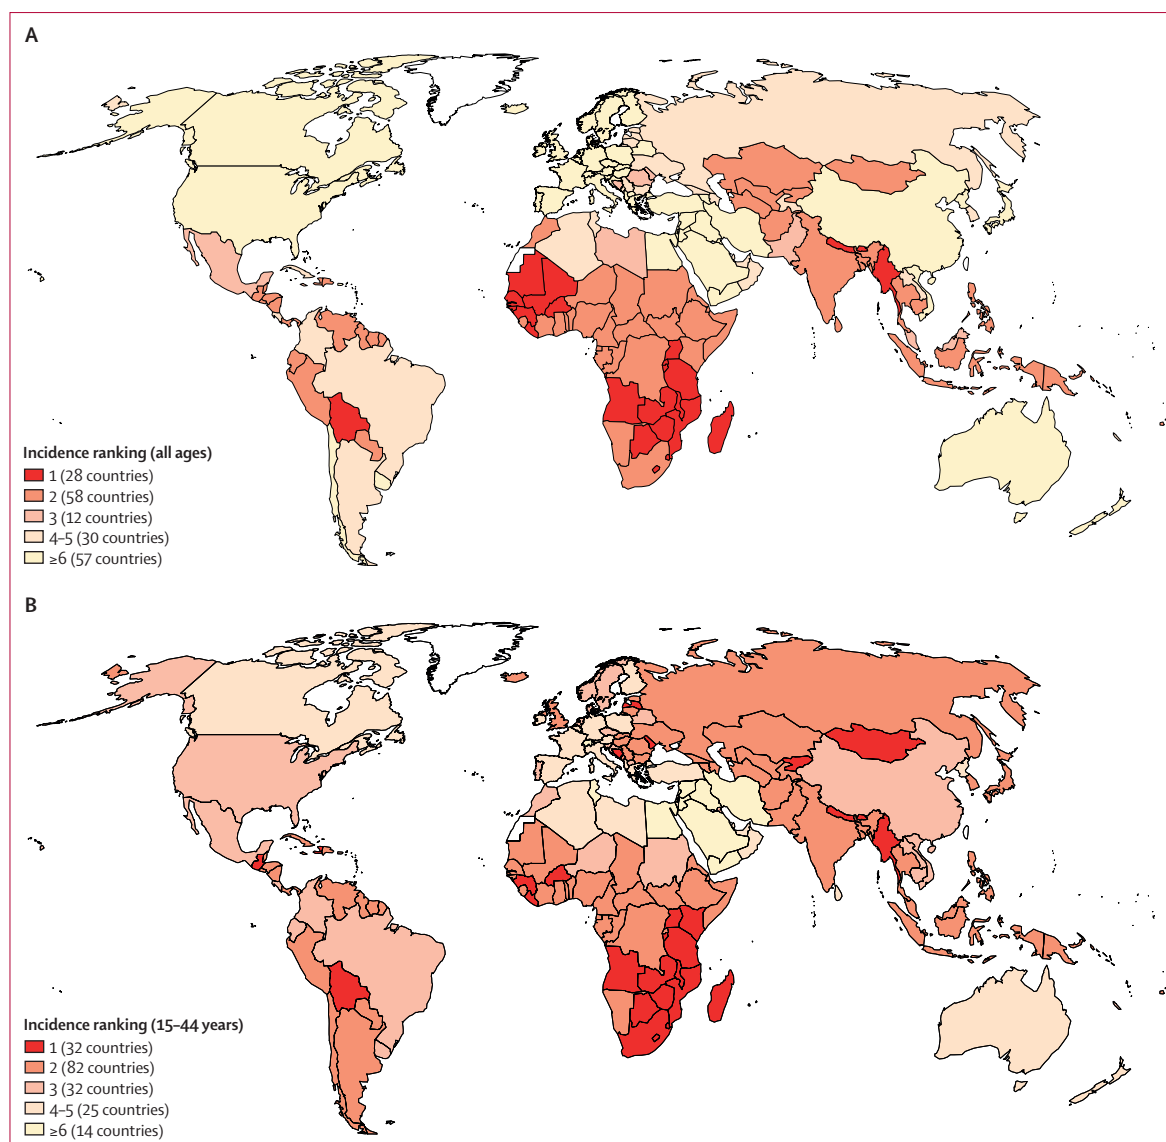 A
Incidence ranking (all ages)
1 (28 countries)
2 (58 countries)
3 (12 countries)
4–5 (30 countries)
≥6 (57 countries)
B
Incidence ranking (15–44 years)
1 (32 countries)
2 (82 countries)
3 (32 countries)
4–5 (25 countries)
≥6 (14 countries)